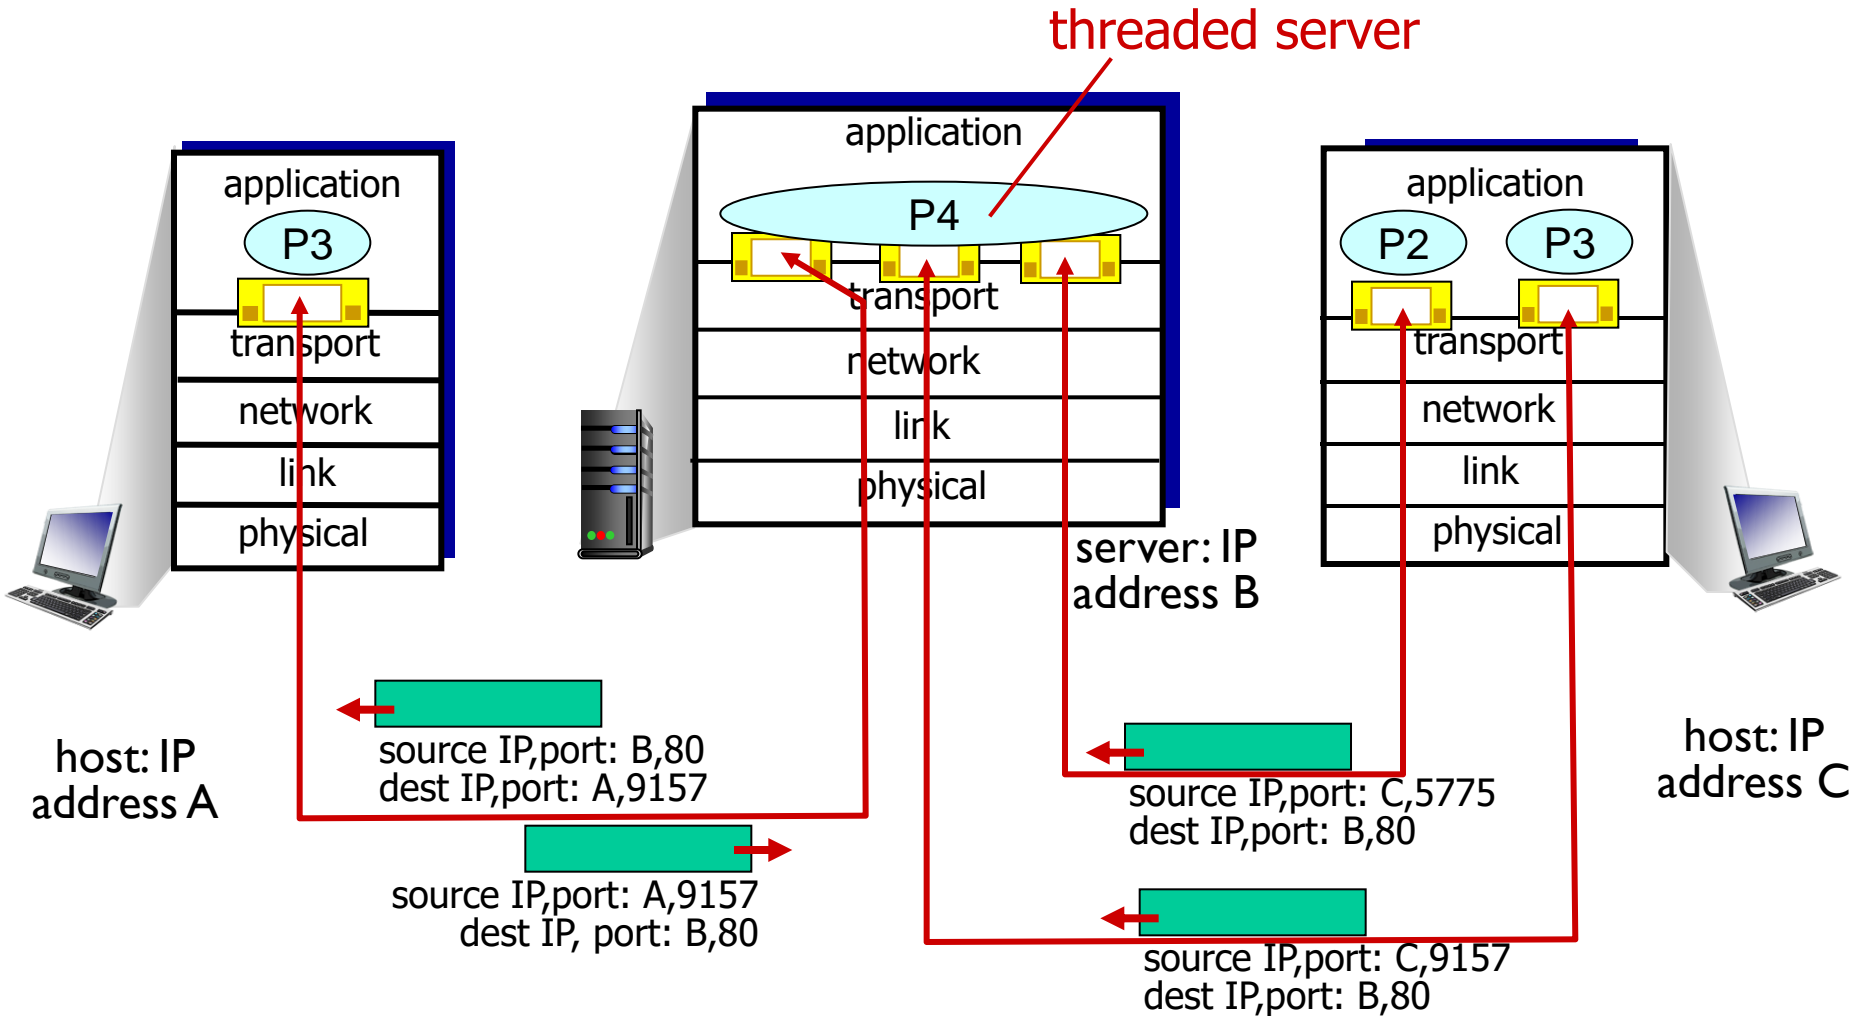 threaded server
application
P3
transport
network
link
physical
application
P4
transport
network
link
physical
application
P2
P3
transport
network
link
physical
server: IP
address B
host: IP
address A
source IP,port: B,80
dest IP,port: A,9157
source IP,port: A,9157
dest IP, port: B,80
source IP,port: C,5775
dest IP,port: B,80
source IP,port: C,9157
dest IP,port: B,80
host: IP
address C